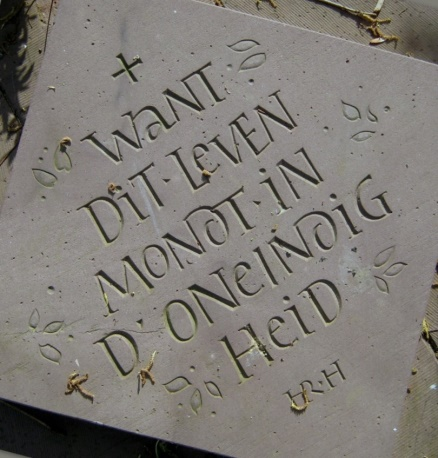 +
WANT
DiT·LeVEN
MONDT·iN
D·ONeINDiG
HeiD
HR·H